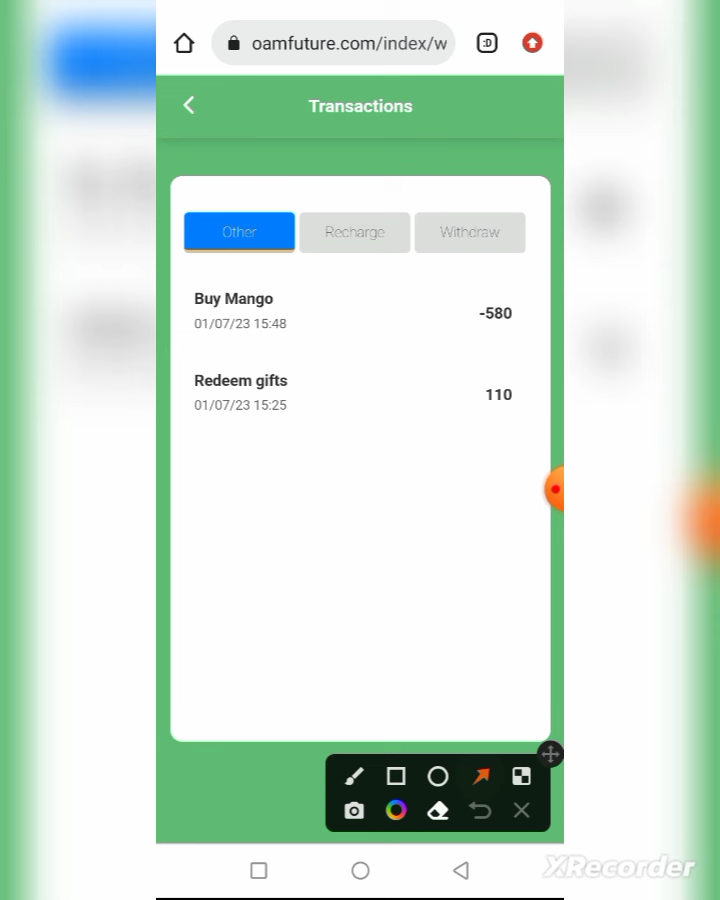 oamfuture.com/index/w
:D
Transactions
Other
Recharge
Withdraw
Buy Mango
01/07/23 15:48
-580
Redeem gifts
01/07/23 15:25
110
XRecorder